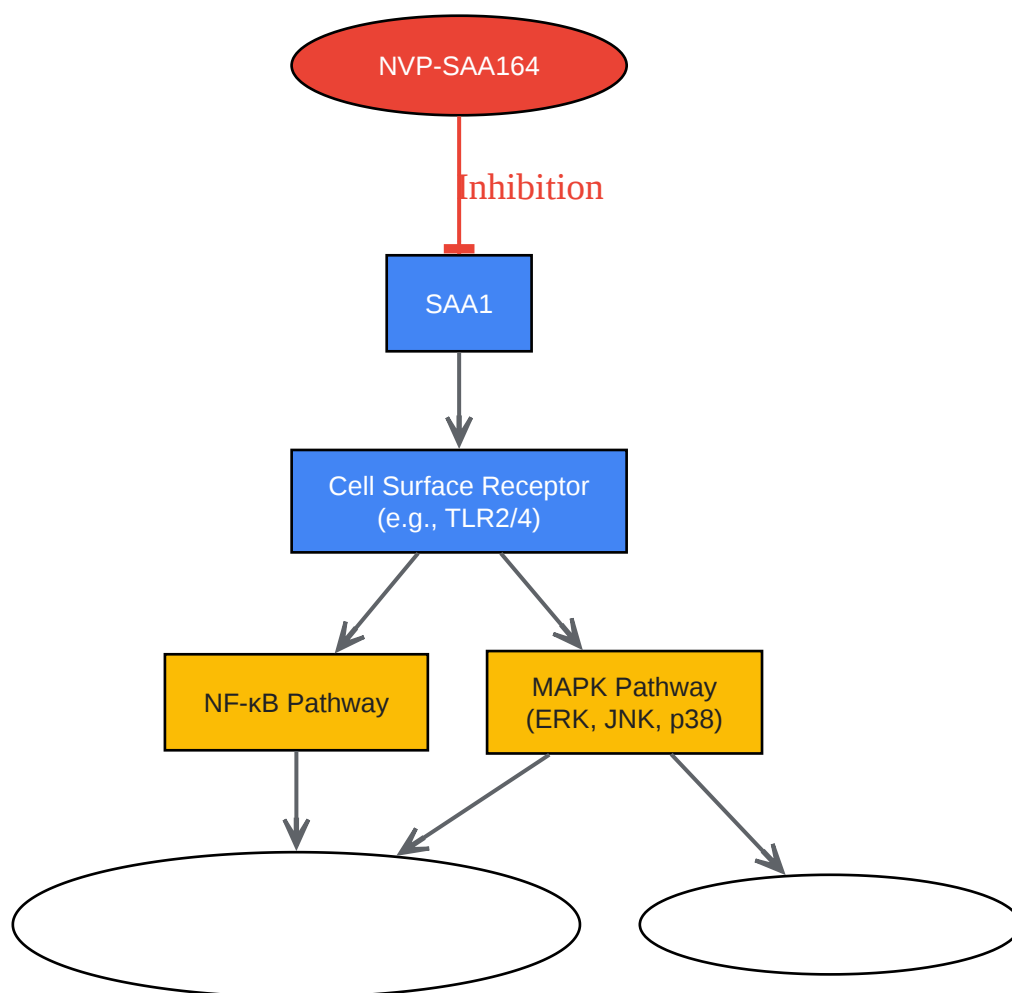 NVP-SAA164
Inhibition
SAA1
Cell Surface Receptor
(e.g., TLR2/4)
NF-κB Pathway
MAPK Pathway
(ERK, JNK, p38)